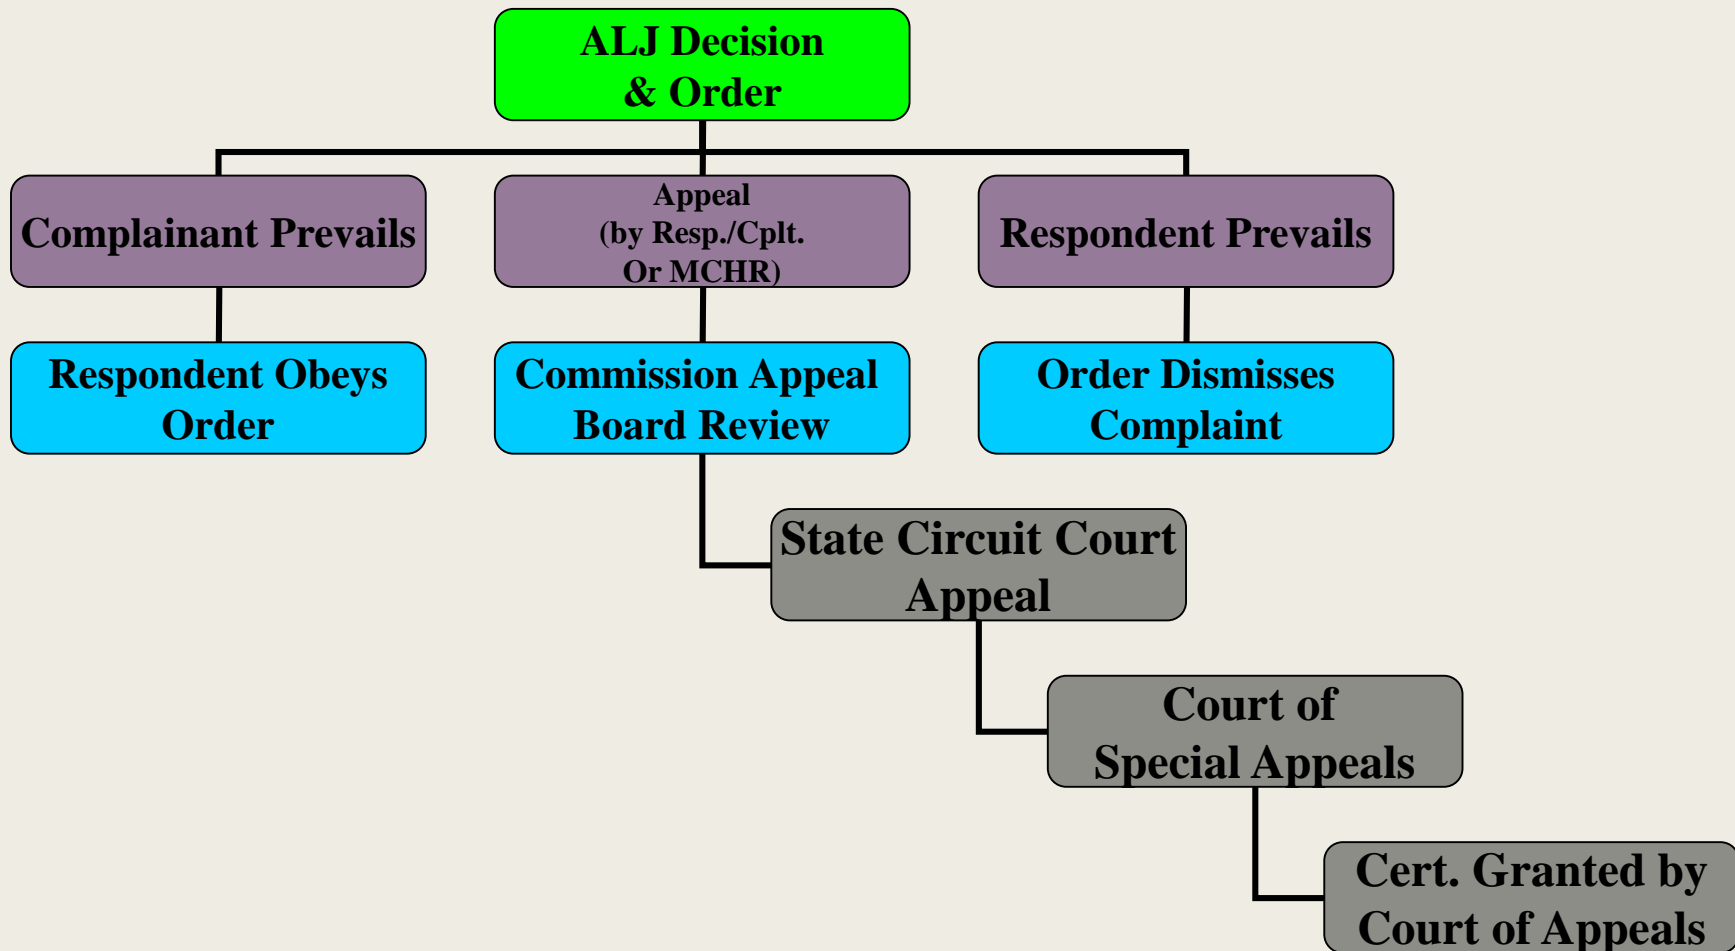 ALJ Decision
& Order
Complainant Prevails
Appeal
(by Resp./Cplt.
Or MCHR)
Respondent Prevails
Respondent Obeys
Order
Commission Appeal
Board Review
Order Dismisses
Complaint
State Circuit Court
Appeal
Court of
Special Appeals
Cert. Granted by
Court of Appeals